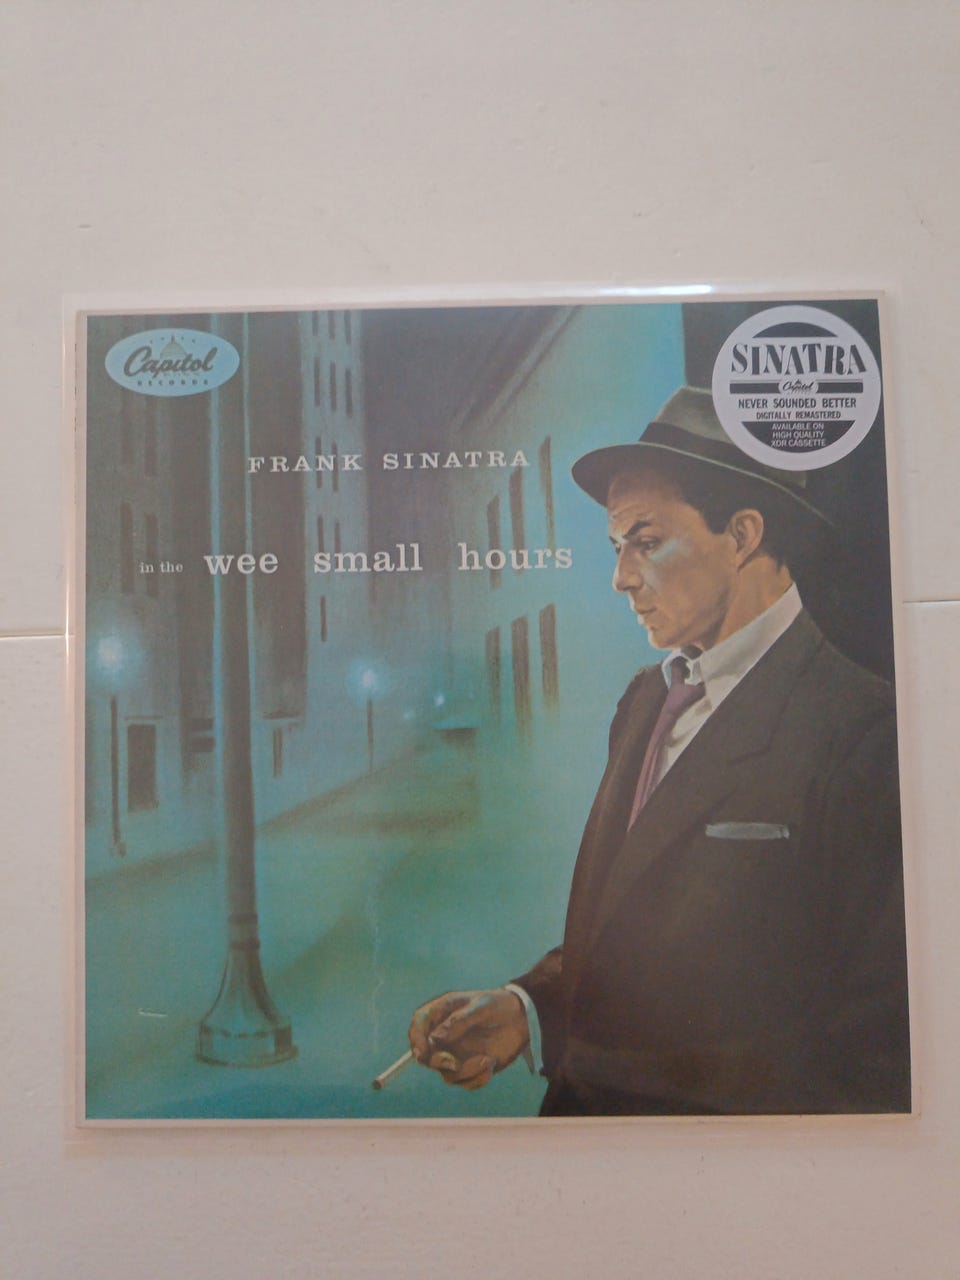 Capitol
RECORDS
SINATRA
Capitol
NEVER SOUNDED BETTER
DIGITALLY REMASTERED
AVAILABLE ON
HIGH QUALITY
XDR CASSETTE
FRANK SINATRA
in the wee small hours